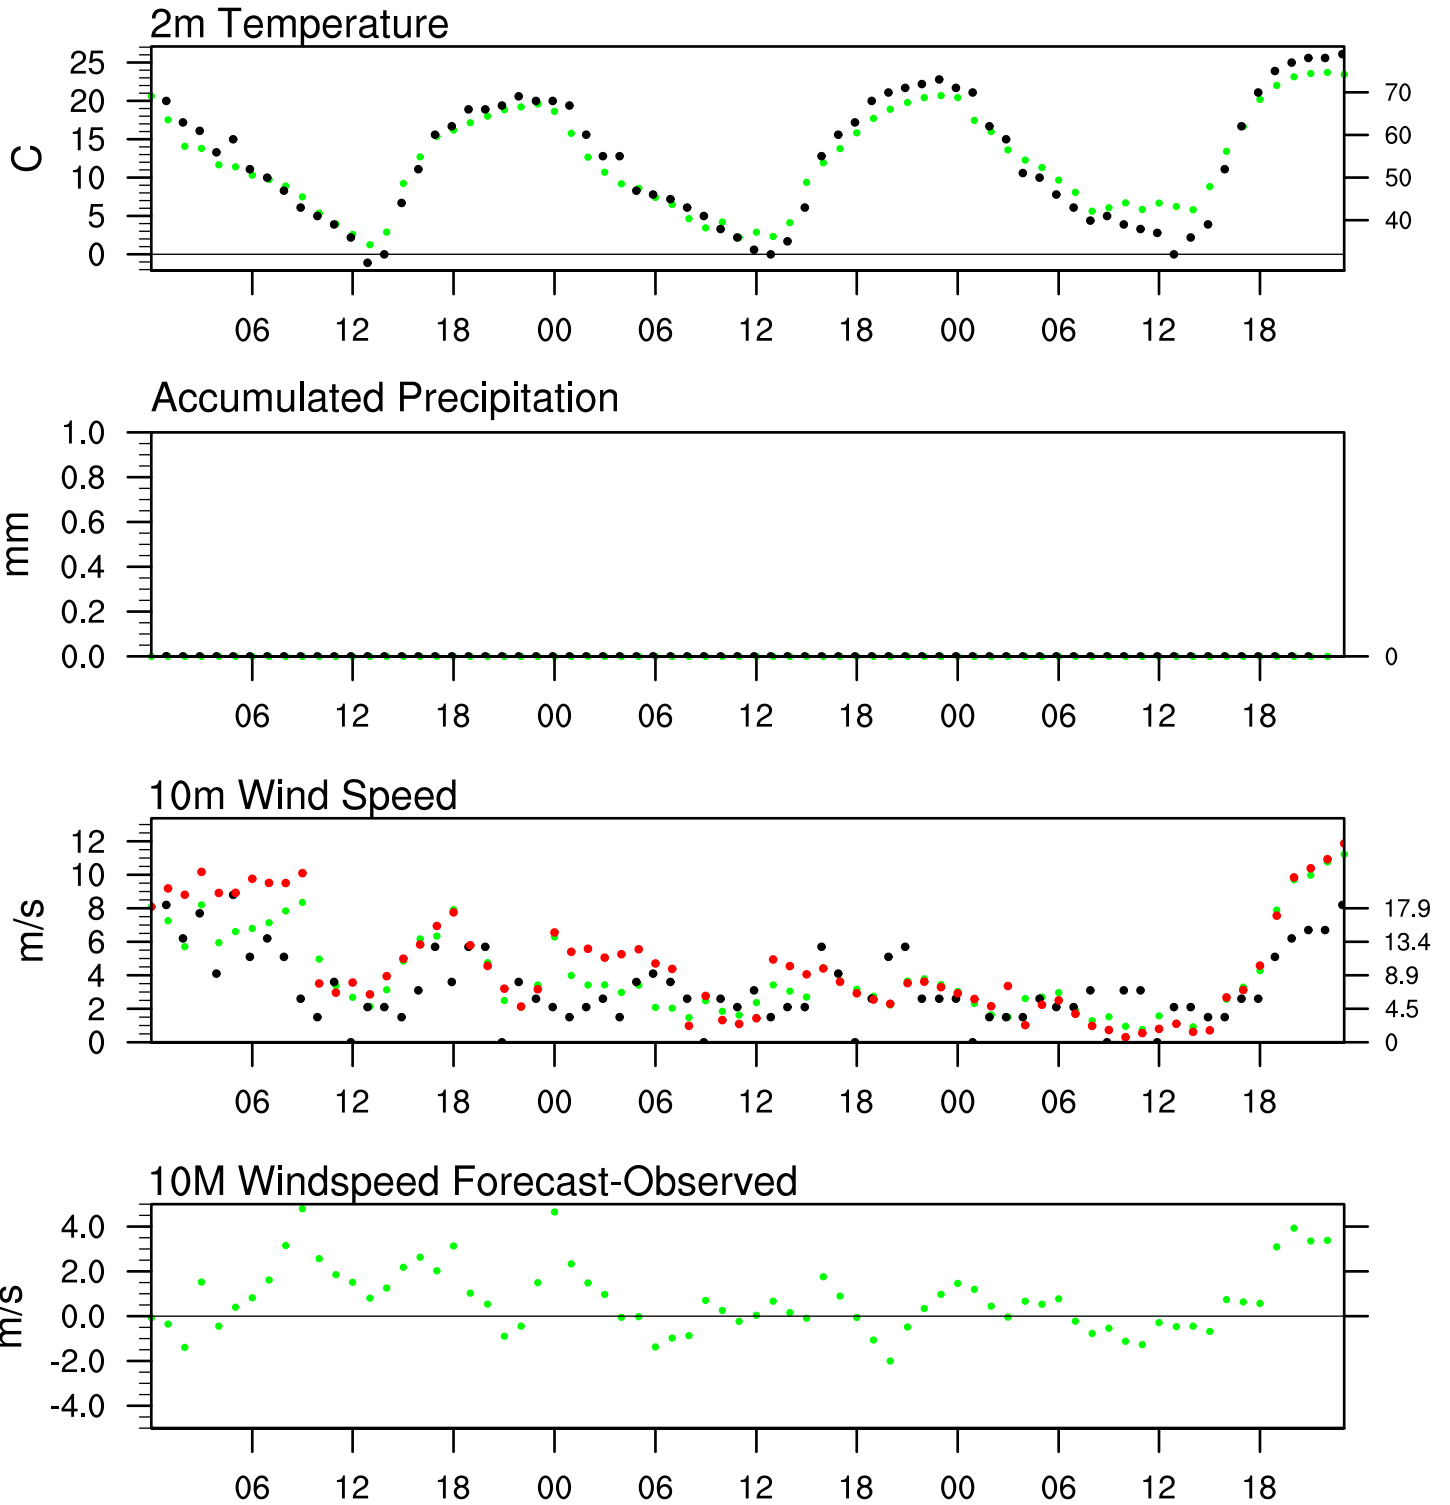 2m Temperature
C
25
20
15
10
5
0
70
60
50
40
06 12 18 00 06 12 18 00 06 12 18
Accumulated Precipitation
mm
1.0
0.8
0.6
0.4
0.2
0.0
0
06 12 18 00 06 12 18 00 06 12 18
10m Wind Speed
m/s
12
10
8
6
4
2
0
17.9
13.4
8.9
4.5
0
06 12 18 00 06 12 18 00 06 12 18
10M Windspeed Forecast-Observed
m/s
4.0
2.0
0.0
-2.0
-4.0
06 12 18 00 06 12 18 00 06 12 18